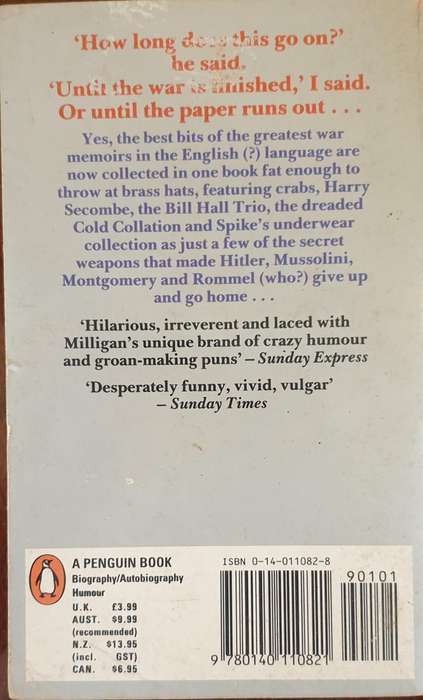 ‘How long does this go on?’
he said.
‘Until the war is finished,’ I said.
Or until the paper runs out . . .
Yes, the best bits of the greatest war
memoirs in the English (?) language are
now collected in one book fat enough to
throw at brass hats, featuring crabs, Harry
Secombe, the Bill Hall Trio, the dreaded
Cold Collation and Spike’s underwear
collection as just a few of the secret
weapons that made Hitler, Mussolini,
Montgomery and Rommel (who?) give up
and go home . . .
‘Hilarious, irreverent and laced with
Milligan’s unique brand of crazy humour
and groan-making puns’ – Sunday Express
‘Desperately funny, vivid, vulgar’
– Sunday Times
A PENGUIN BOOK
Biography/Autobiography
Humour
U.K. £3.99
AUST. $9.99
(recommended)
N.Z. $13.95
(incl. GST)
CAN. $6.95
ISBN 0-14-011082-8
90101
9 780140 110821